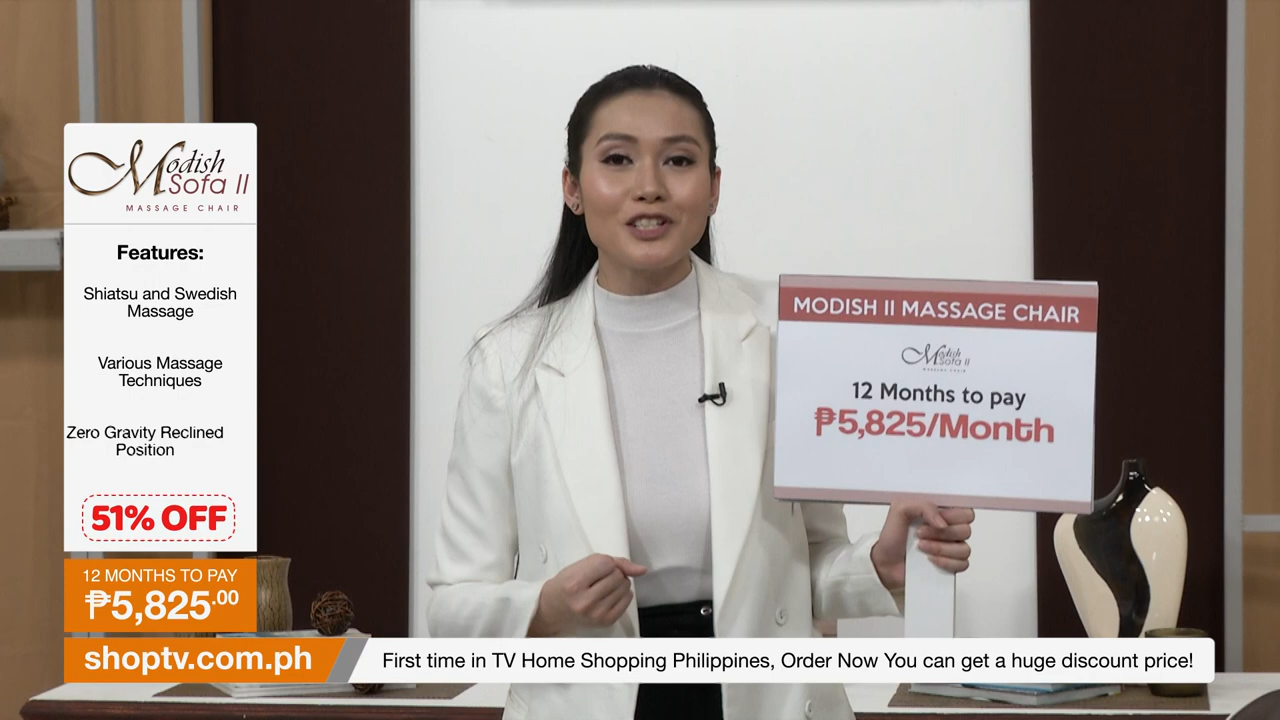 Modish
Sofa II
MASSAGE CHAIR
Features:
Shiatsu and Swedish
Massage
Various Massage
Techniques
Zero Gravity Reclined
Position
51% OFF
12 MONTHS TO PAY
₱5,825.00
shoptv.com.ph
First time in TV Home Shopping Philippines, Order Now You can get a huge discount price!
MODISH II MASSAGE CHAIR
Modish
Sofa II
MASSAGE CHAIR
12 Months to pay
₱5,825/Month